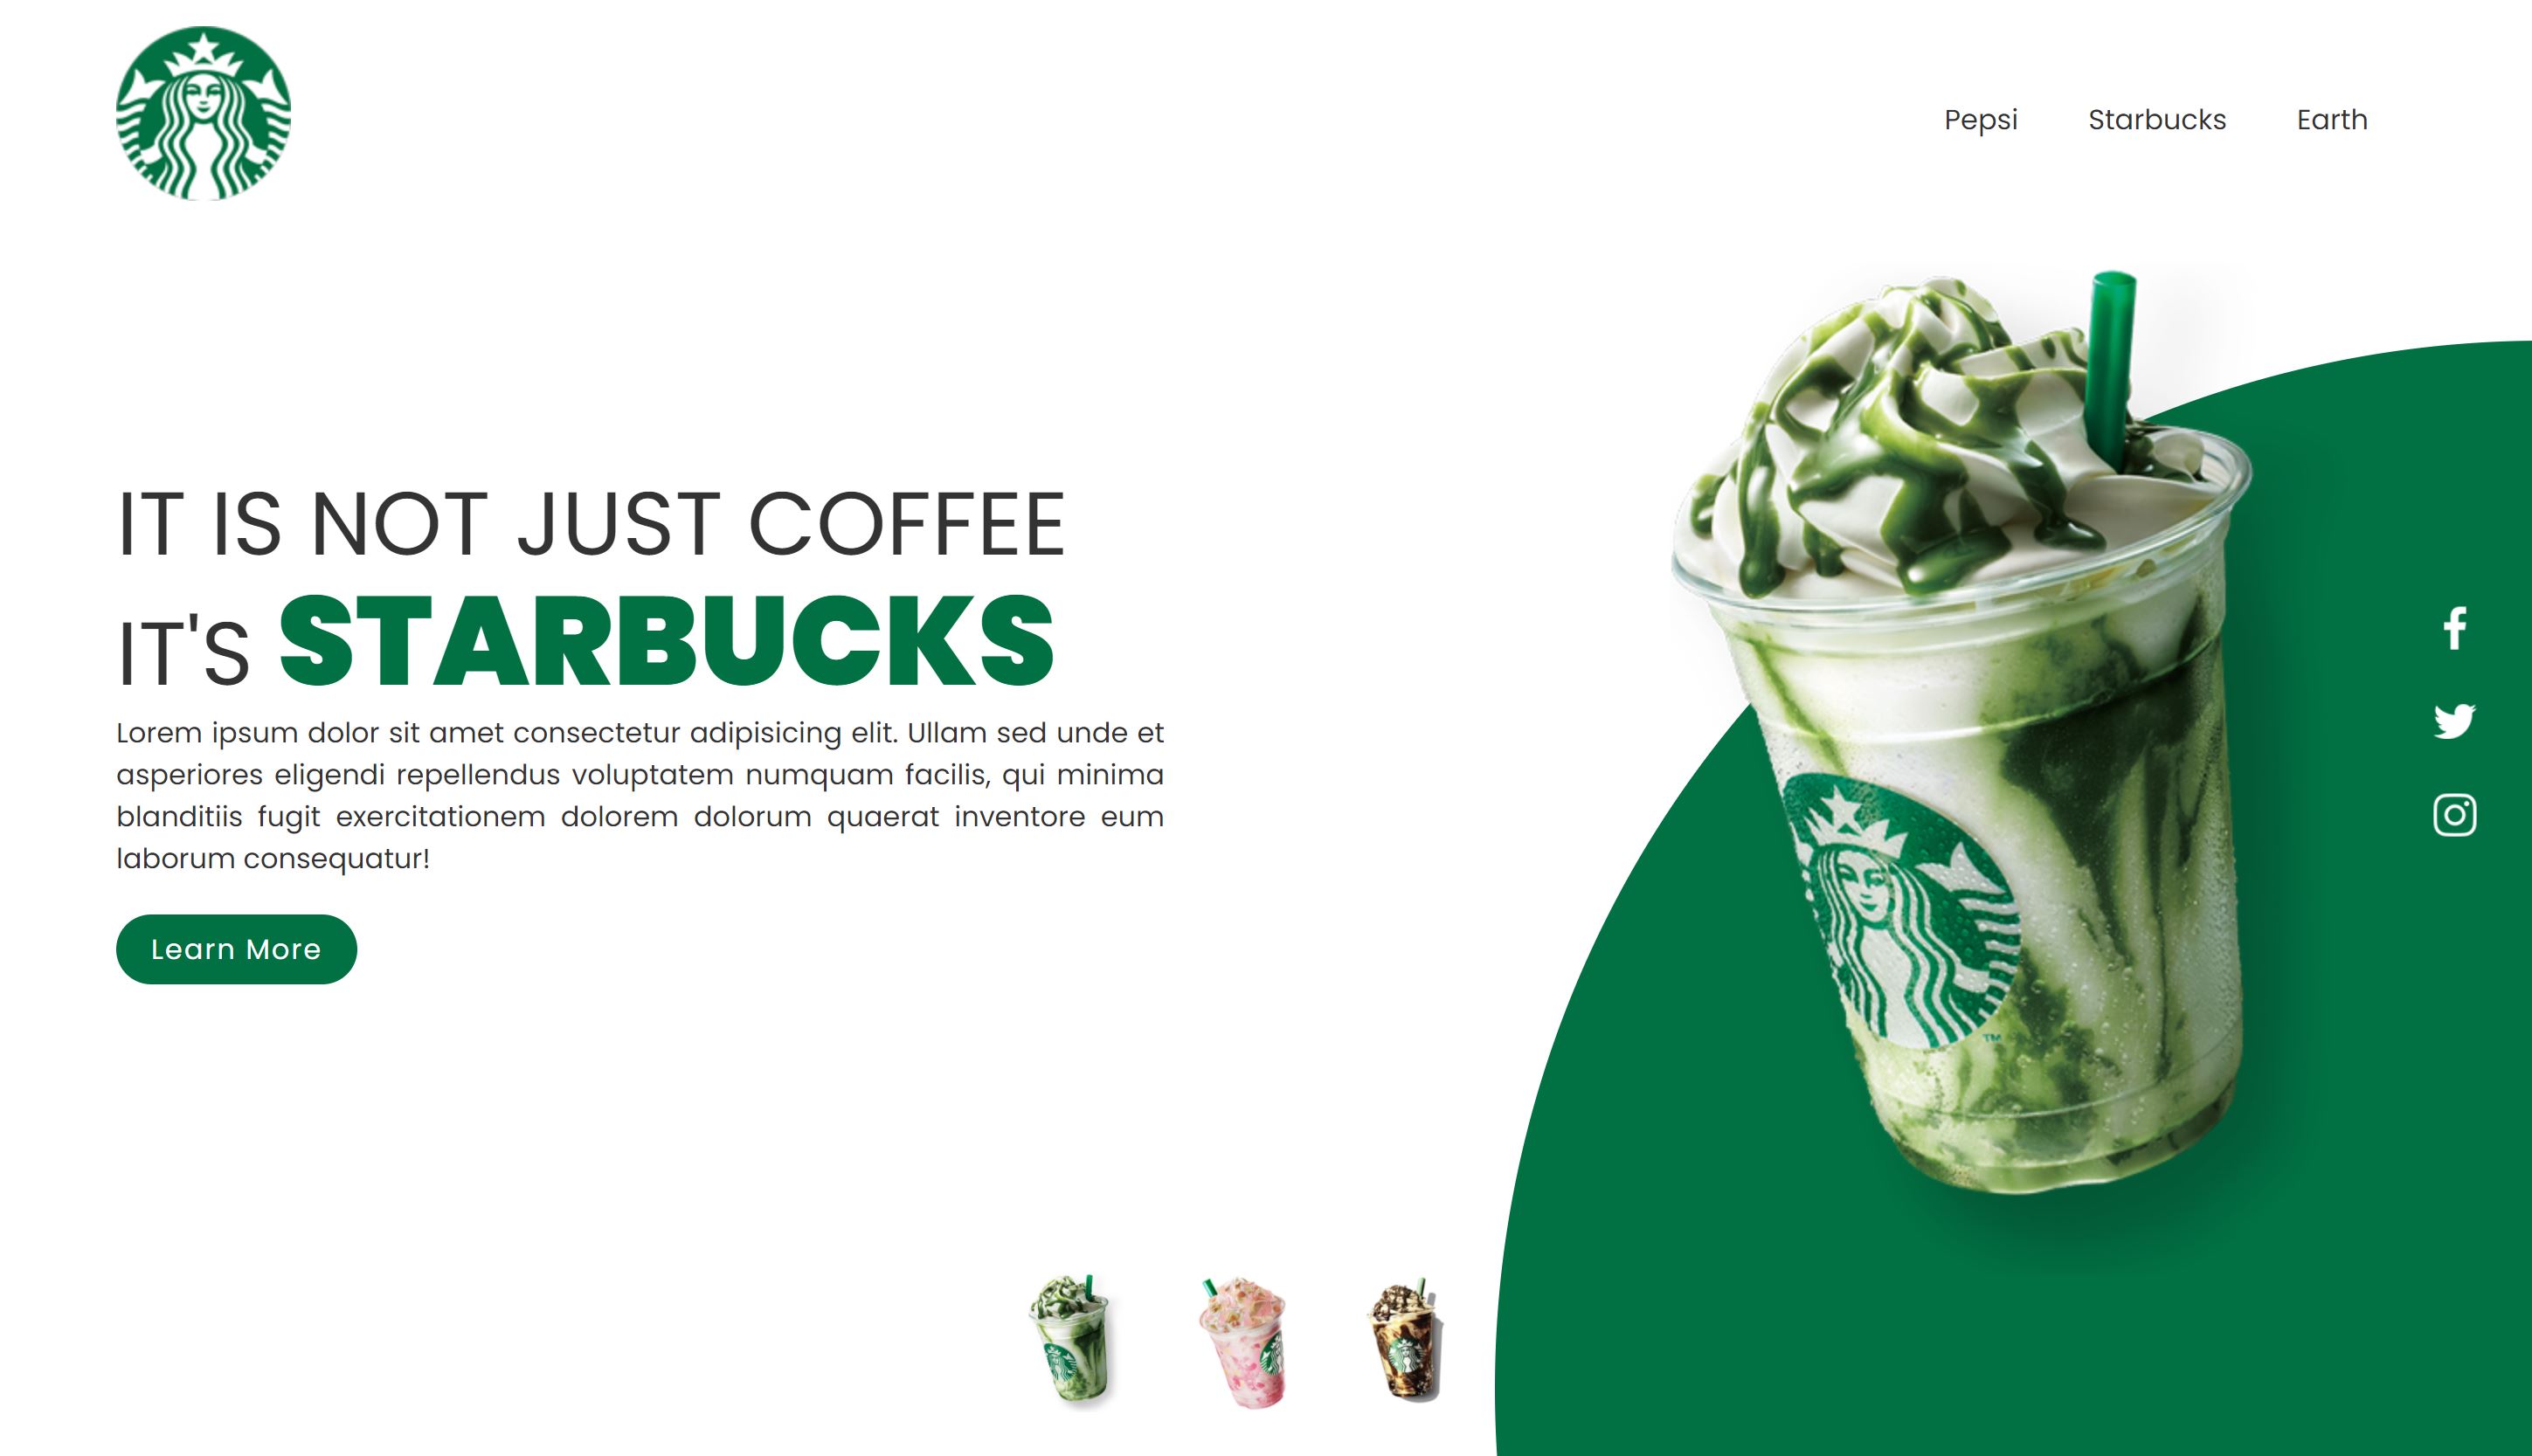 Pepsi Starbucks Earth
IT IS NOT JUST COFFEE
IT'S STARBUCKS
Lorem ipsum dolor sit amet consectetur adipisicing elit. Ullam sed unde et
asperiores eligendi repellendus voluptatem numquam facilis, qui minima
blanditiis fugit exercitationem dolorem dolorum quaerat inventore eum
laborum consequatur!
Learn More
TM